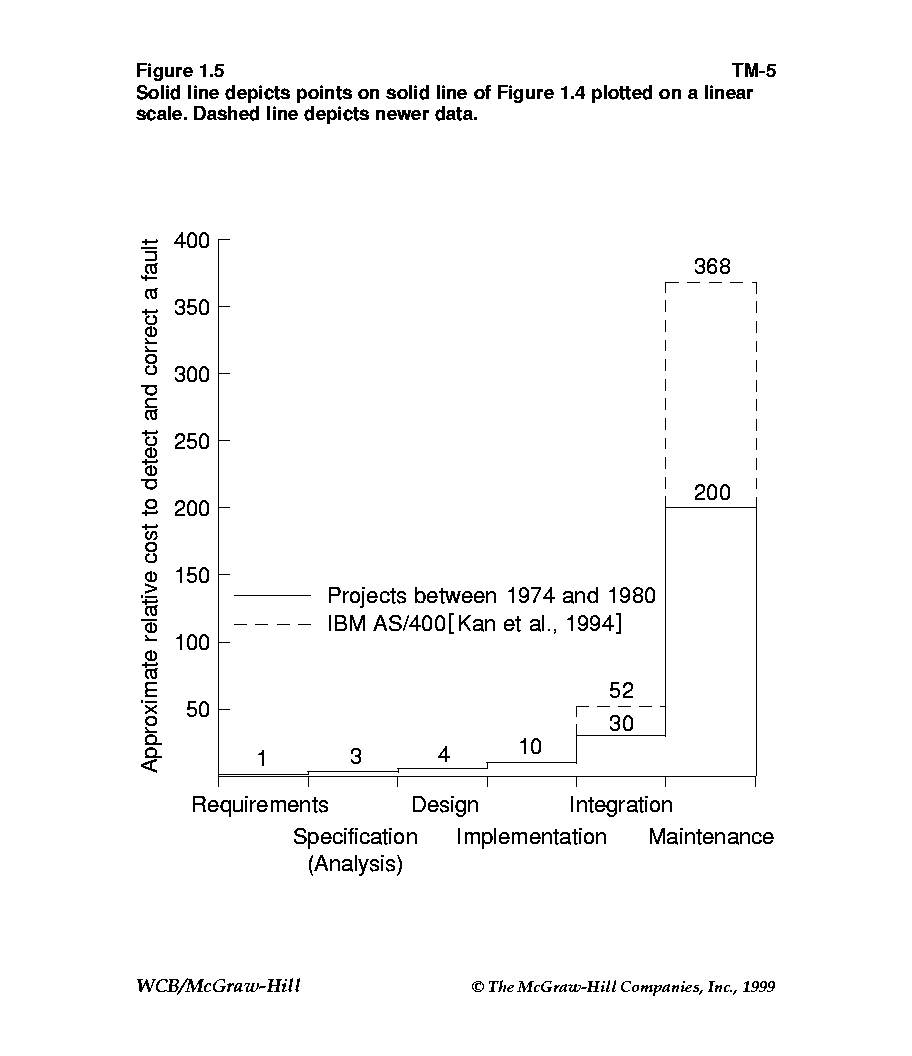 Figure 1.5 TM-5
Solid line depicts points on solid line of Figure 1.4 plotted on a linear
scale. Dashed line depicts newer data.
Approximate relative cost to detect and correct a fault
400
350
300
250
200
150
100
50
368
200
Projects between 1974 and 1980
IBM AS/400[Kan et al., 1994]
52
30
1 3 4 10
Requirements Design Integration
Specification Implementation Maintenance
(Analysis)
WCB/McGraw-Hill © The McGraw-Hill Companies, Inc., 1999